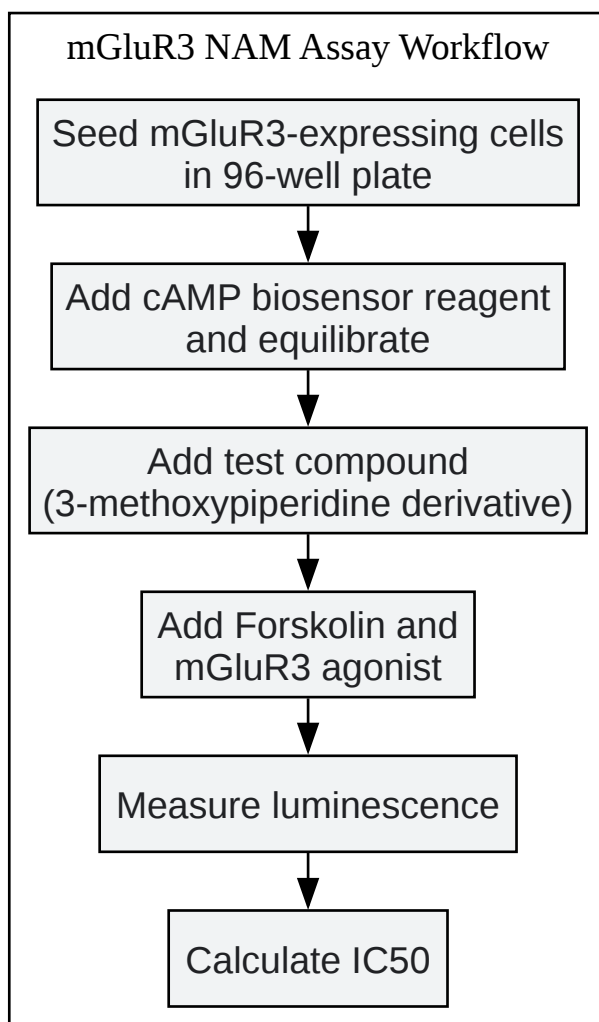 mGluR3 NAM Assay Workflow
Seed mGluR3-expressing cells
in 96-well plate
Add cAMP biosensor reagent
and equilibrate
Add test compound
(3-methoxypiperidine derivative)
Add Forskolin and
mGluR3 agonist
Measure luminescence
Calculate IC50